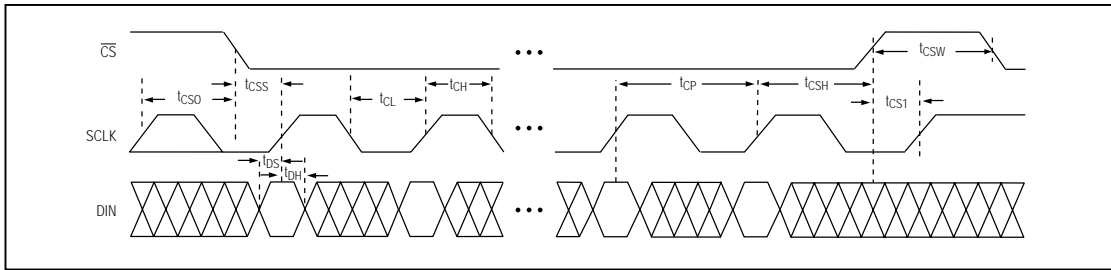 CS
tCSW
tCSS
tCH
tCP
tCSH
tCSO
tCL
tCS1
SCLK
tDS
tDH
DIN